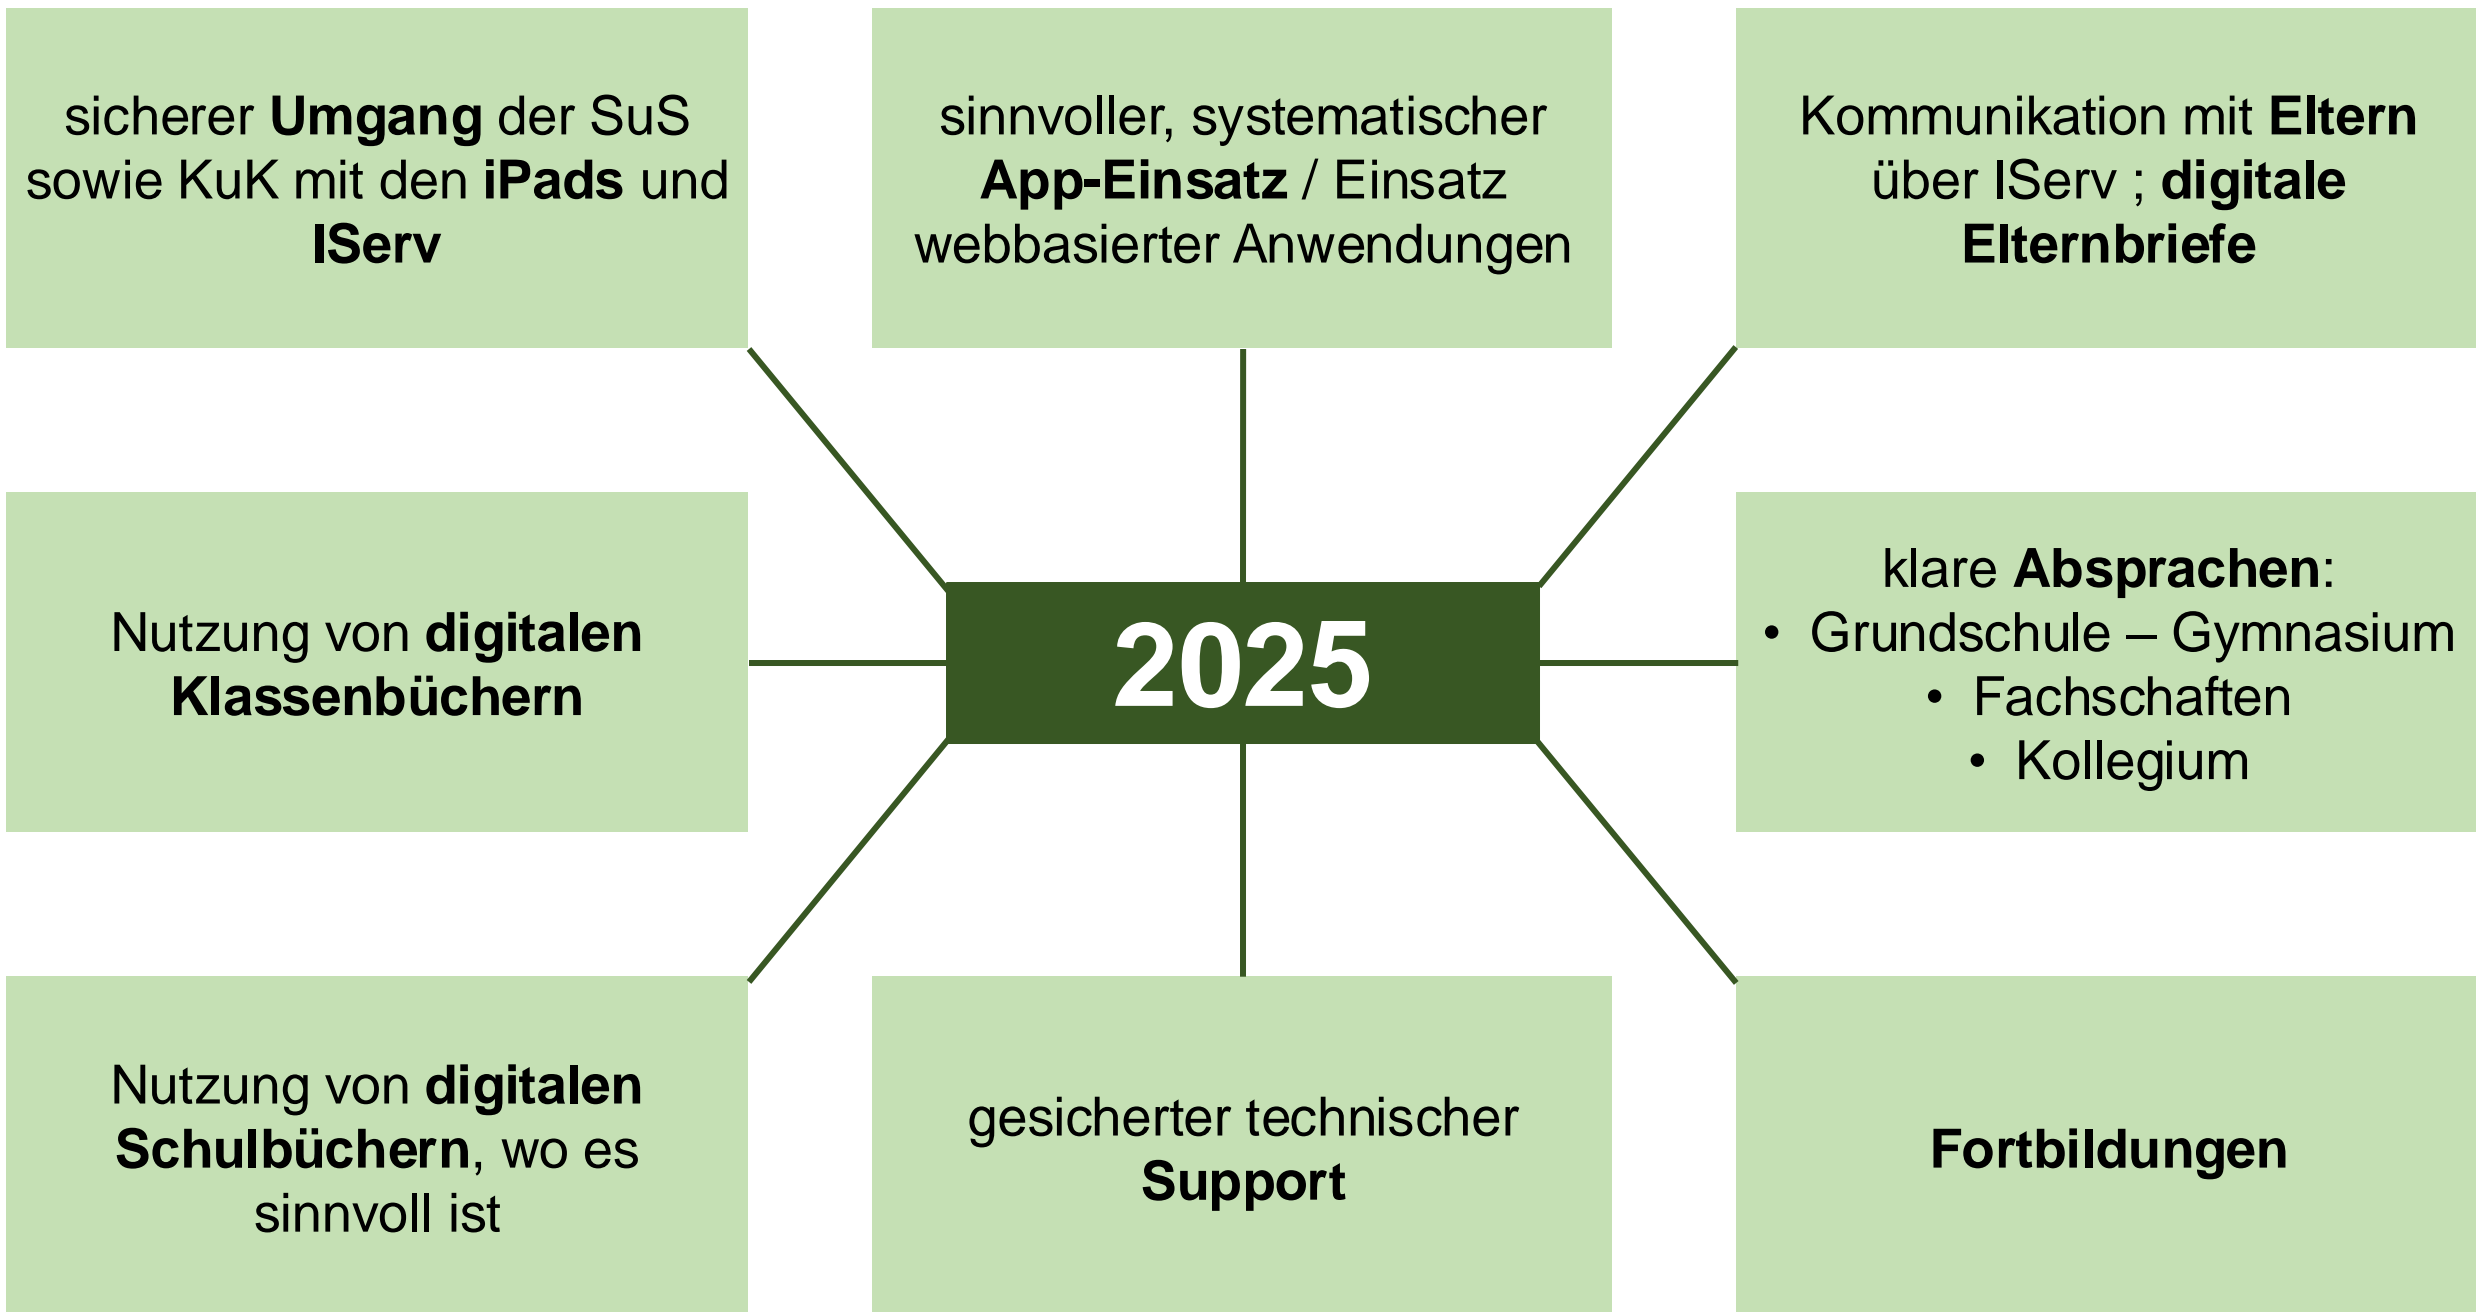 sicherer Umgang der SuS
sowie KuK mit den iPads und
IServ
sinnvoller, systematischer
App-Einsatz / Einsatz
webbasierter Anwendungen
Kommunikation mit Eltern
über IServ ; digitale
Elternbriefe
Nutzung von digitalen
Klassenbüchern
2025
klare Absprachen:
• Grundschule – Gymnasium
• Fachschaften
• Kollegium
Nutzung von digitalen
Schulbüchern, wo es
sinnvoll ist
gesicherter technischer
Support
Fortbildungen